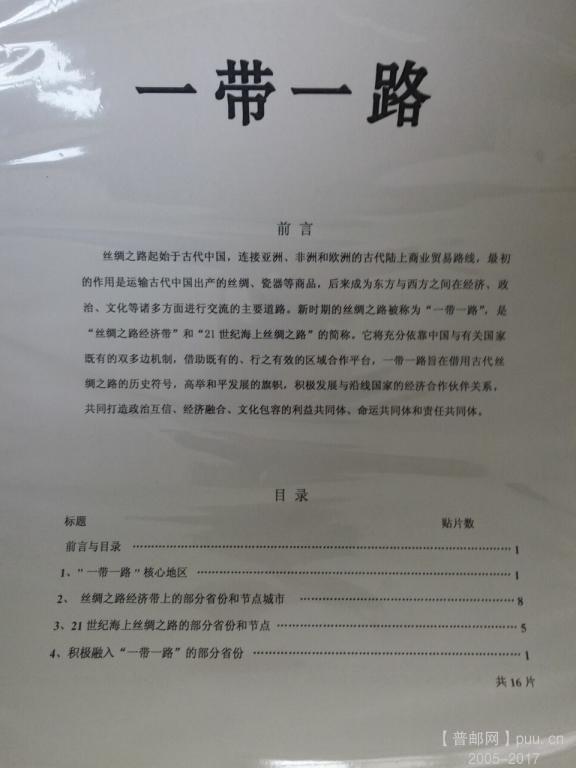 一带一路
前言
丝绸之路起始于古代中国，连接亚洲、非洲和欧洲的古代陆上商业贸易路线，最初
的作用是运输古代中国出产的丝绸、瓷器等商品，后来成为东方与西方之间在经济、政
治、文化等诸多方面进行交流的主要道路。新时期的丝绸之路被称为“一带一路”，是
“丝绸之路经济带”和“21世纪海上丝绸之路”的简称，它将充分依靠中国与有关国家
既有的双多边机制，借助既有的、行之有效的区域合作平台，一带一路旨在借用古代丝
绸之路的历史符号，高举和平发展的旗帜，积极发展与沿线国家的经济合作伙伴关系，
共同打造政治互信、经济融合、文化包容的利益共同体、命运共同体和责任共同体。
目录
标题 贴片数
前言与目录 …… 1
1、"一带一路"核心地区 …… 1
2、 丝绸之路经济带上的部分省份和节点城市 …… 8
3、21世纪海上丝绸之路的部分省份和节点 …… 5
4、积极融入“一带一路”的部分省份 …… 1
共16片
【普邮网】puu.cn
2005-2017